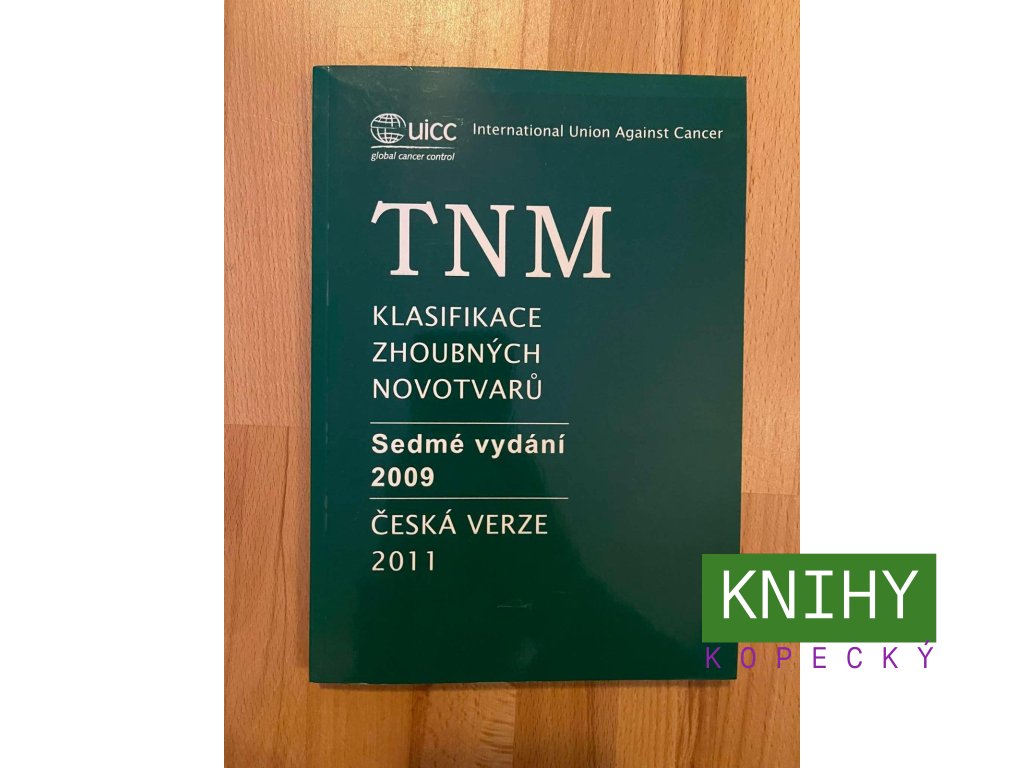 uicc International Union Against Cancer
global cancer control
TNM
KLASIFIKACE
ZHOUBNÝCH
NOVOTVARŮ
Sedmé vydání
2009
ČESKÁ VERZE
2011
KNIHY
KOPECKÝ